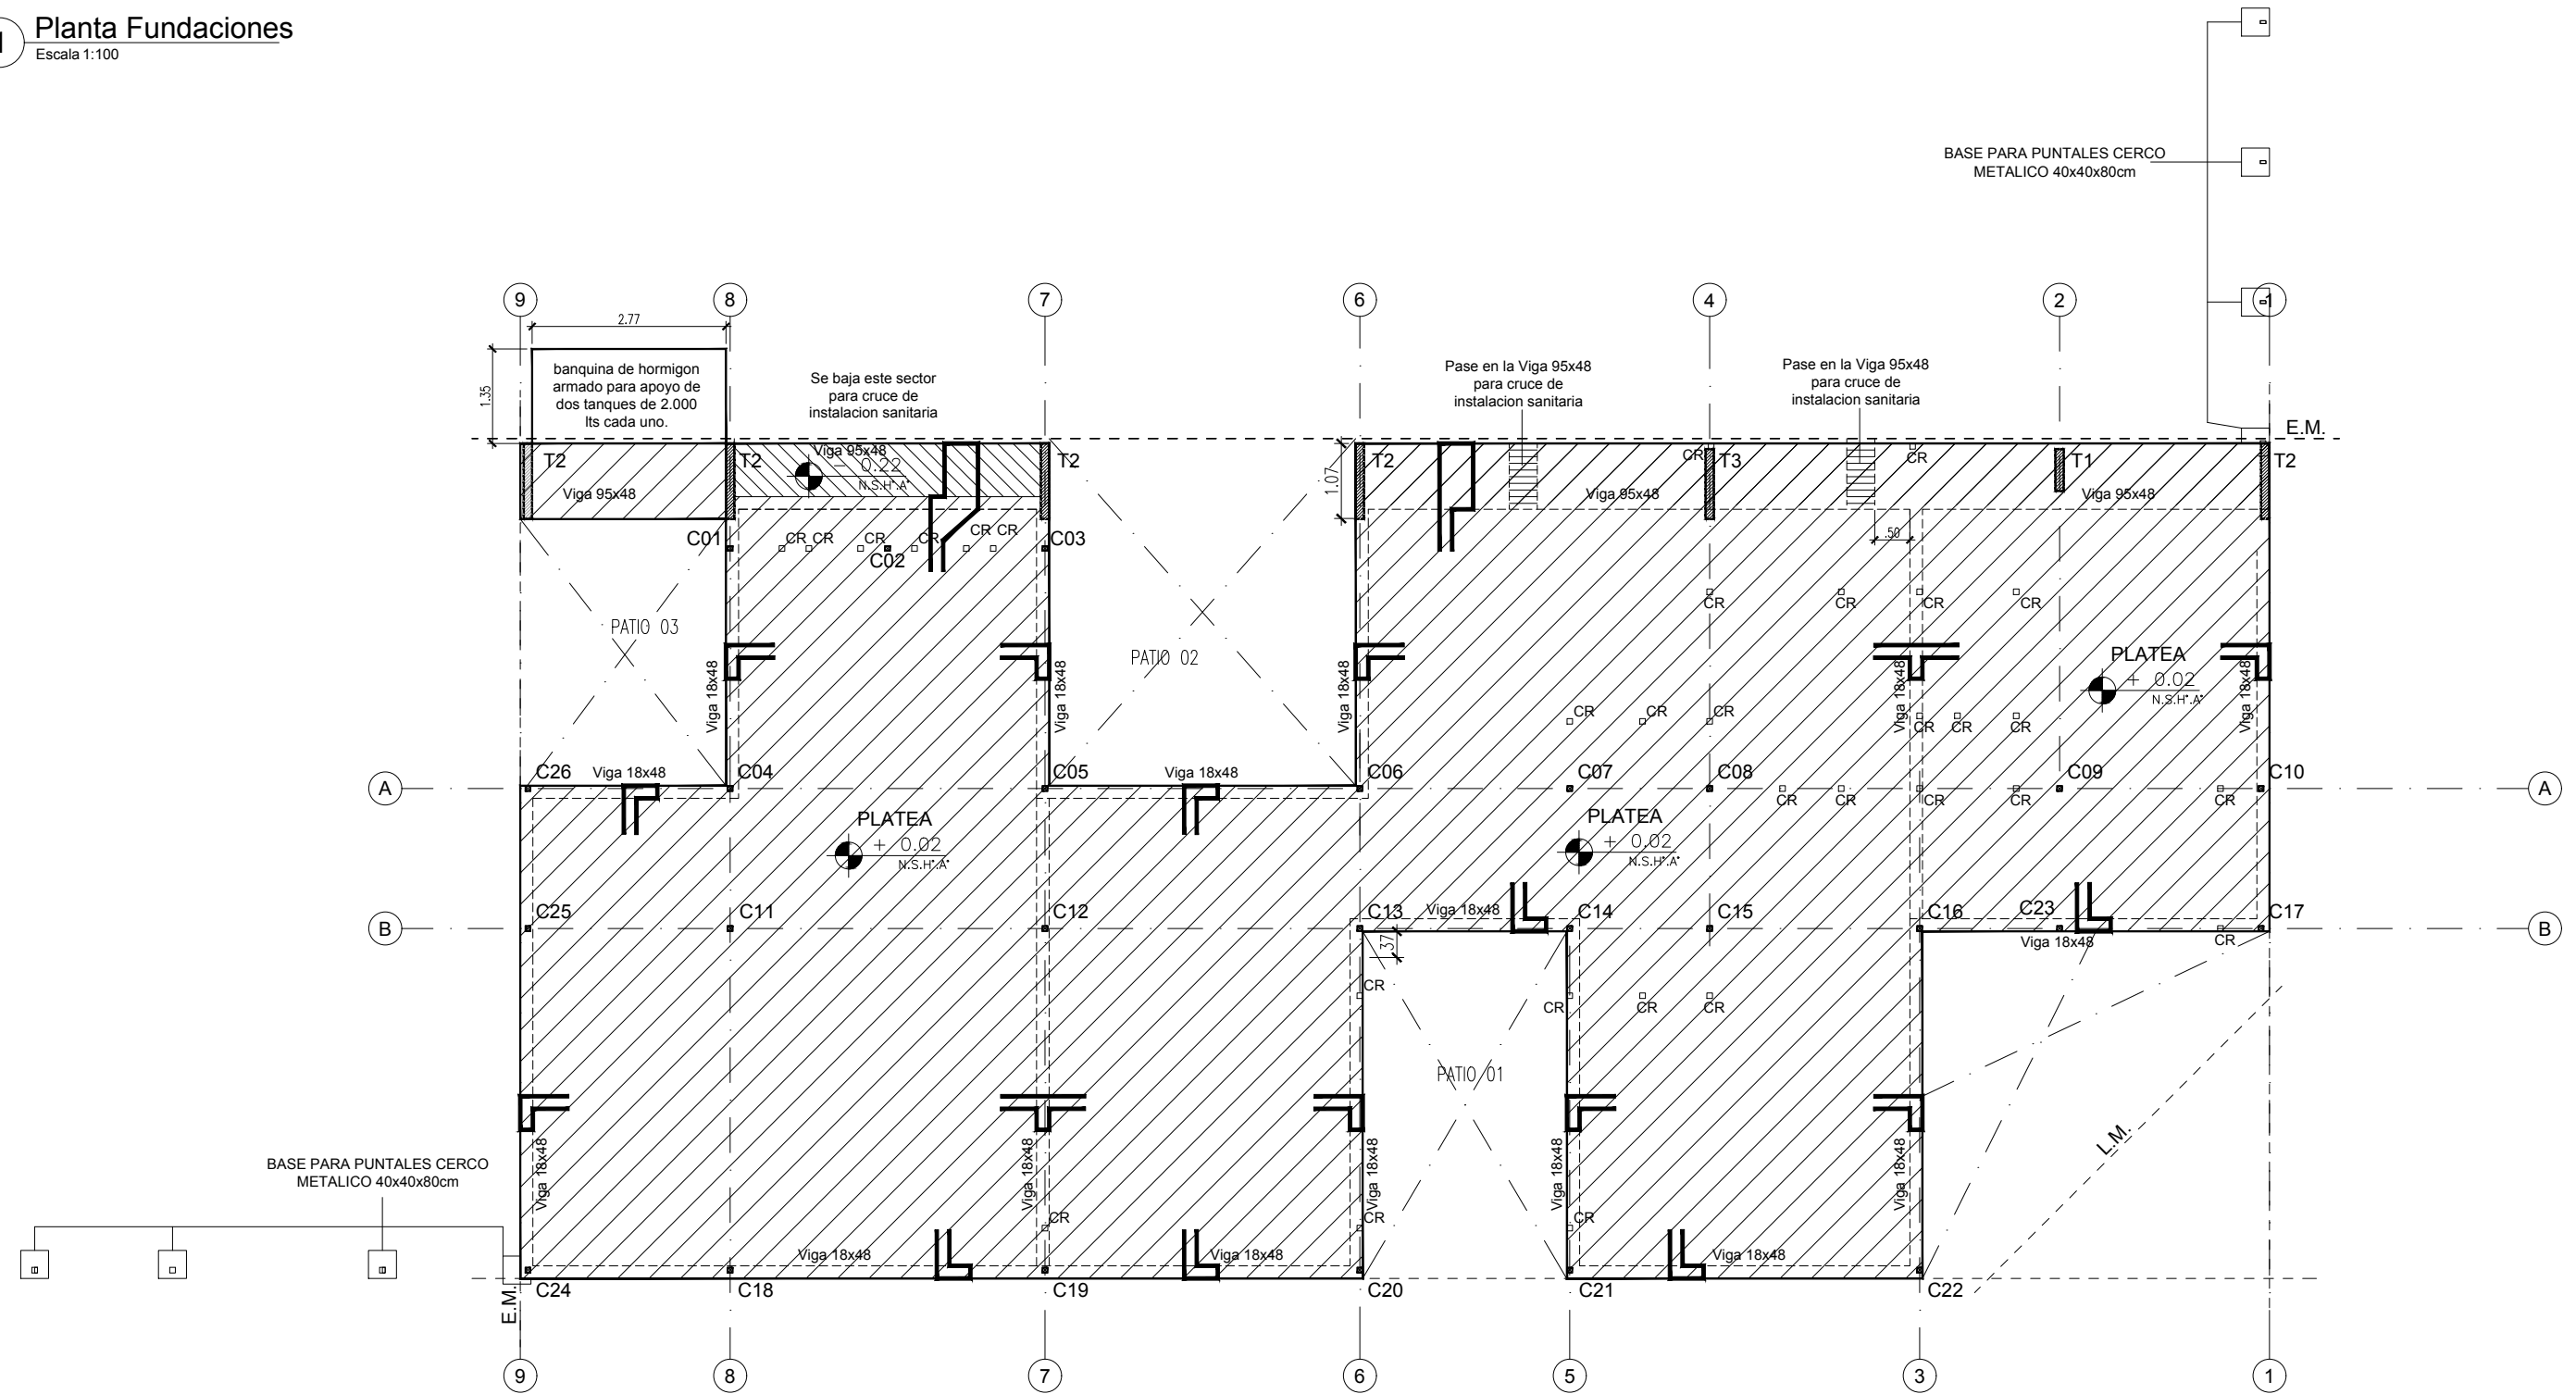 Planta Fundaciones
Escala 1:100
BASE PARA PUNTALES CERCO
METALICO 40x40x80cm
9
8
7
6
4
2
1
2.77
1.35
banquina de hormigon
armado para apoyo de
dos tanques de 2.000
lts cada uno.
Se baja este sector
para cruce de
instalacion sanitaria
Pase en la Viga 95x48
para cruce de
instalacion sanitaria
Pase en la Viga 95x48
para cruce de
instalacion sanitaria
E.M.
Viga 95x48
- 0.22
N.S.H°.A°
T2
T2
T2
T2
CR
T3
CR
T1
T2
1.07
Viga 95x48
Viga 95x48
Viga 95x48
C01
CR CR
CR
C02
CR
CR CR
C03
.50
CR
CR
CR
CR
PATIO 03
PATIO 02
PLATEA
+ 0.02
N.S.H°.A°
Viga 18x48
Viga 18x48
Viga 18x48
Viga 18x48
Viga 18x48
CR
CR
CR
CR
CR
CR
A
C26
Viga 18x48
C04
C05
Viga 18x48
C06
C07
C08
C09
C10
A
CR
CR
CR
CR
CR
PLATEA
+ 0.02
N.S.H°.A°
PLATEA
+ 0.02
N.S.H°.A°
B
C25
C11
C12
C13
Viga 18x48
C14
C15
C16
C23
C17
B
Viga 18x48
CR
.37
CR
CR
CR
CR
PATIO 01
L.M.
BASE PARA PUNTALES CERCO
METALICO 40x40x80cm
Viga 18x48
Viga 18x48
Viga 18x48
Viga 18x48
Viga 18x48
CR
CR
CR
Viga 18x48
Viga 18x48
Viga 18x48
E.M.
C24
C18
C19
C20
C21
C22
9
8
7
6
5
3
1